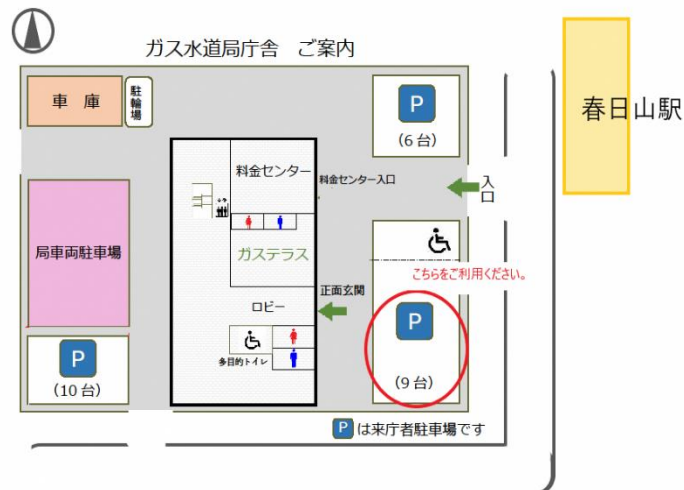 ガス水道局庁舎　ご案内
車　庫
駐輪場
P
(6台)
春日山駅
料金センター
料金センター入口
入口
局車両駐車場
ガステラス
こちらをご利用ください。
正面玄関
ロビー
P
(9台)
多目的トイレ
P
(10台)
Pは来庁者駐車場です